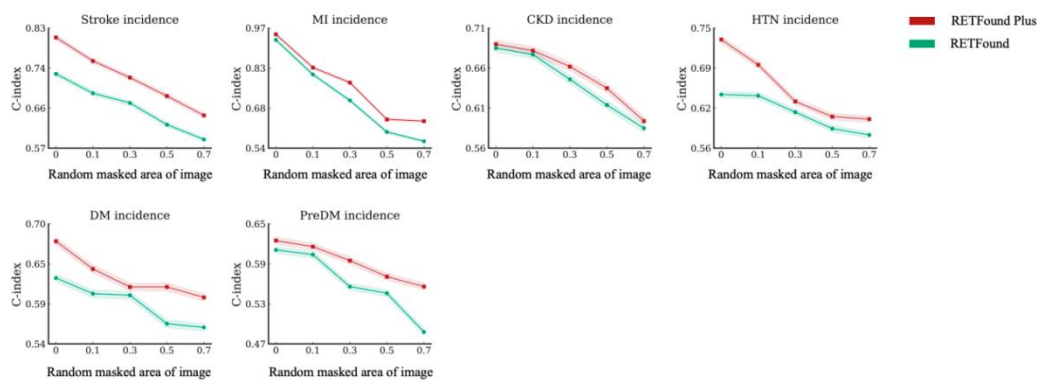 Stroke incidence
0.83
0.74
0.66
0.57
C-index
0 0.1 0.3 0.5 0.7
Random masked area of image
MI incidence
0.97
0.83
0.68
0.54
C-index
0 0.1 0.3 0.5 0.7
Random masked area of image
CKD incidence
0.71
0.66
0.61
0.56
C-index
0 0.1 0.3 0.5 0.7
Random masked area of image
HTN incidence
0.75
0.69
0.62
0.56
C-index
0 0.1 0.3 0.5 0.7
Random masked area of image
RETFound Plus
RETFound
DM incidence
0.70
0.65
0.59
0.54
C-index
0 0.1 0.3 0.5 0.7
Random masked area of image
PreDM incidence
0.65
0.59
0.53
0.47
C-index
0 0.1 0.3 0.5 0.7
Random masked area of image